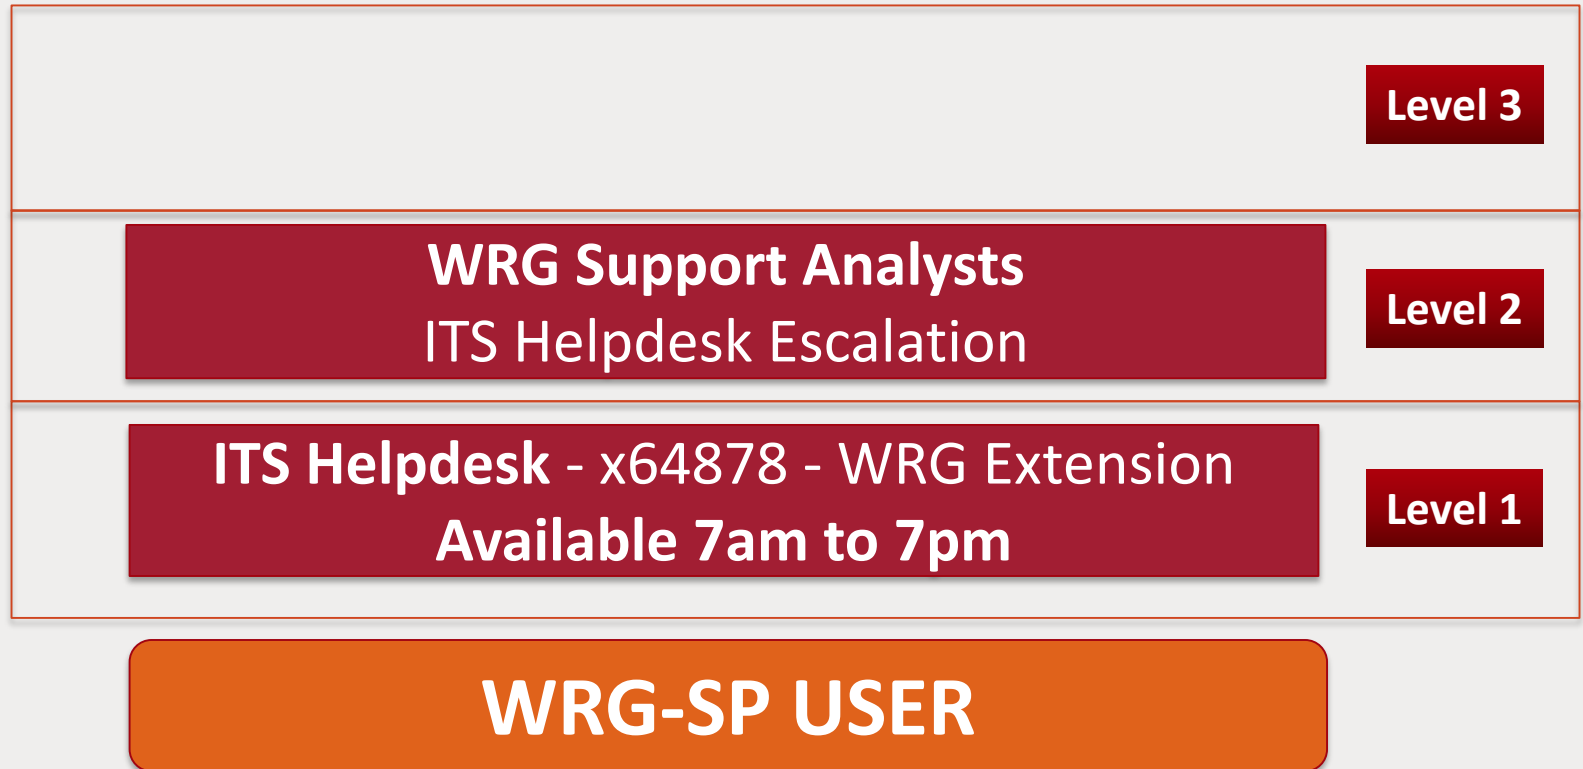 Level 3
WRG Support Analysts
ITS Helpdesk Escalation
Level 2
ITS Helpdesk - x64878 - WRG Extension
Available 7am to 7pm
Level 1
WRG-SP USER